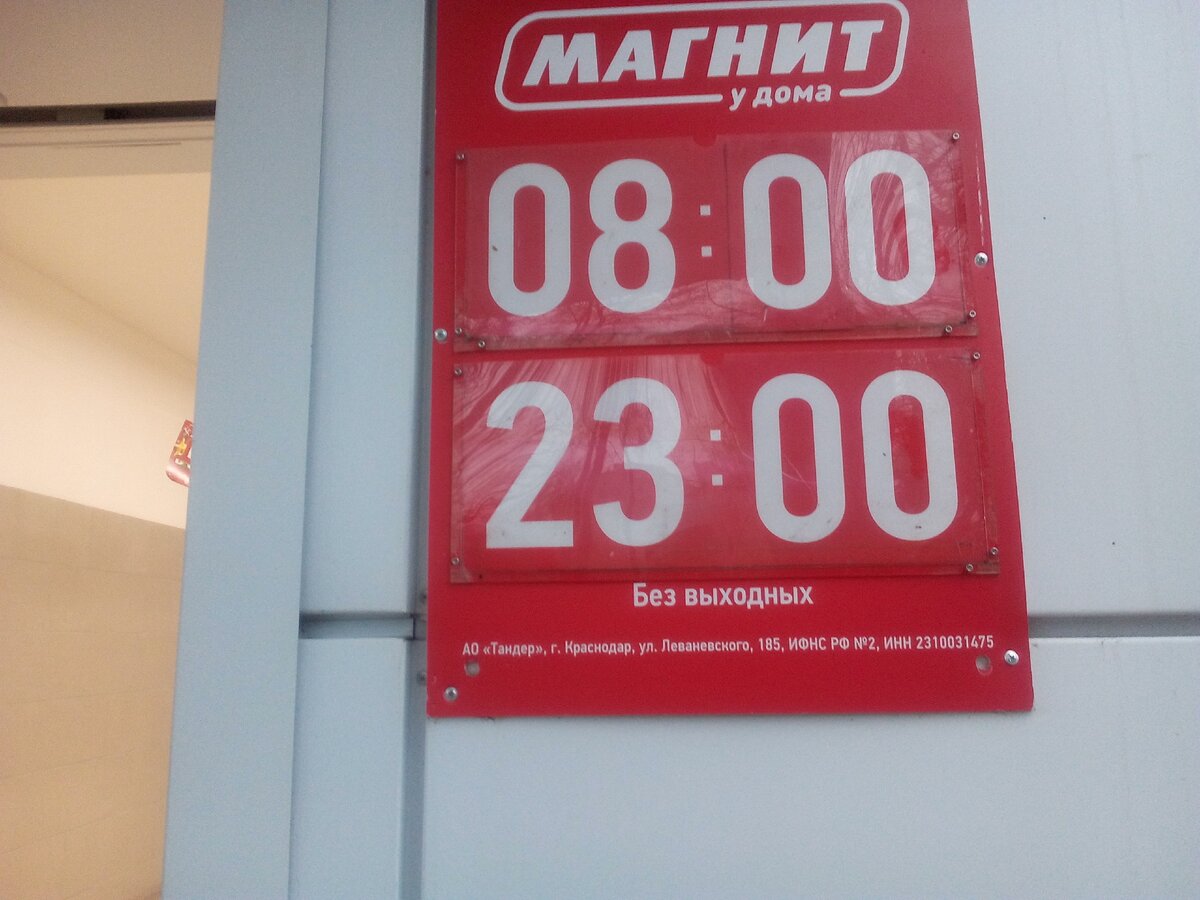 МАГНИТ
у дома
08:00
23:00
Без выходных
АО «Тандер», г. Краснодар, ул. Леваневского, 185, ИФНС РФ №2, ИНН 2310031475